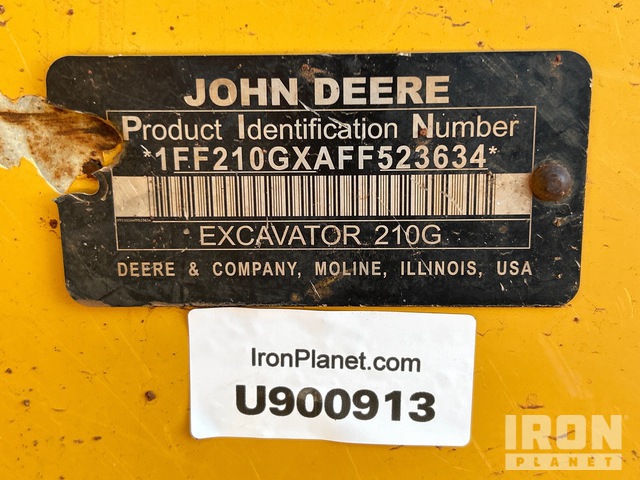 JOHN DEERE
Product Identification Number
*1FF210GXAFF523634*
EXCAVATOR 210G
DEERE & COMPANY, MOLINE, ILLINOIS, USA
IronPlanet.com
U900913
IRON
PLANET